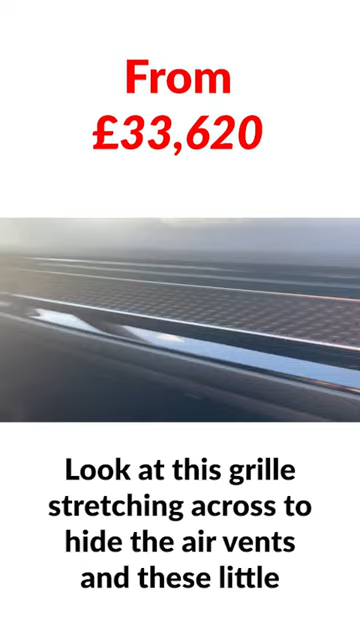 From
£33,620
Look at this grille
stretching across to
hide the air vents
and these little